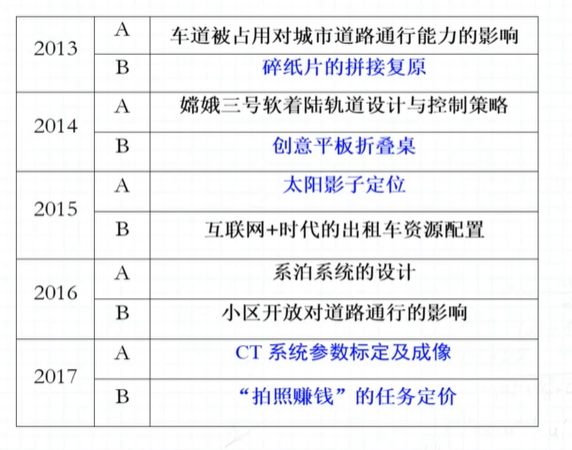 2013 A 车道被占用对城市道路通行能力的影响
B 碎纸片的拼接复原
2014 A 嫦娥三号软着陆轨道设计与控制策略
B 创意平板折叠桌
2015 A 太阳影子定位
B 互联网+时代的出租车资源配置
2016 A 系泊系统的设计
B 小区开放对道路通行的影响
2017 A CT 系统参数标定及成像
B “拍照赚钱”的任务定价